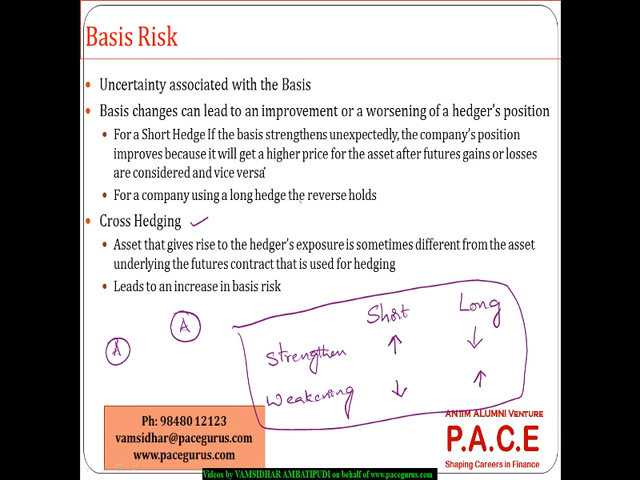 Basis Risk
Uncertainty associated with the Basis
Basis changes can lead to an improvement or a worsening of a hedger's position
For a Short Hedge If the basis strengthens unexpectedly, the company's position
improves because it will get a higher price for the asset after futures gains or losses
are considered and vice versa'
For a company using a long hedge the reverse holds
Cross Hedging
Asset that gives rise to the hedger's exposure is sometimes different from the asset
underlying the futures contract that is used for hedging
Leads to an increase in basis risk
Short Long
A A
Strengthen ↑ ↓
Weakening ↓ ↑
Ph: 98480 12123
vamsidhar@pacegurus.com
www.pacegurus.com
AN IIM ALUMNI VENTURE
P.A.C.E
Shaping Careers in Finance
Videos by VAMSIDHAR AMBATIPUDI on behalf of www.pacegurus.com